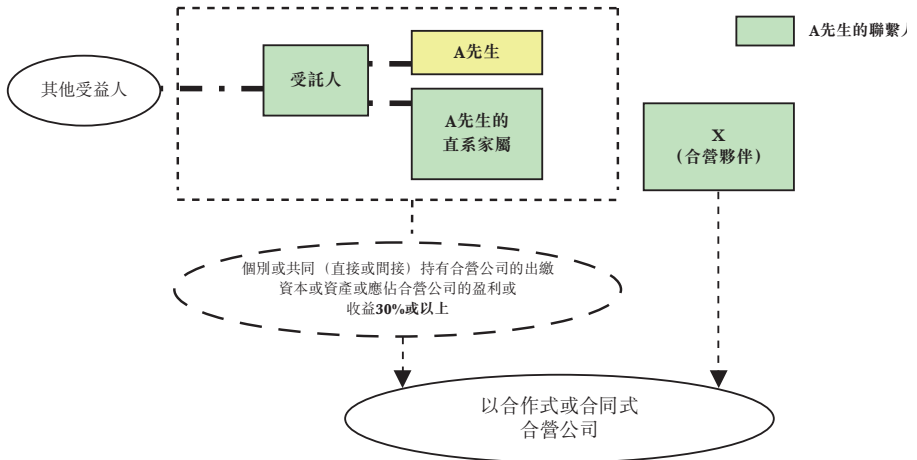 A先生的聯繫
A先生
其他受益人
受託人
A先生的
直系家屬
X
（合營夥伴）
個別或共同（直接或間接）持有合營公司的出繳
資本或資產或應佔合營公司的盈利或
收益30%或以上
以合作式或合同式
合營公司